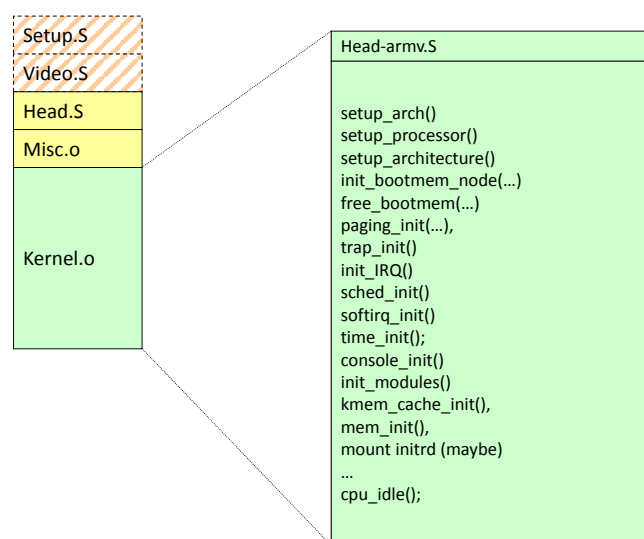 Setup.S
Video.S
Head.S
Misc.o
Kernel.o
Head-armv.S
setup_arch()
setup_processor()
setup_architecture()
init_bootmem_node(…)
free_bootmem(…)
paging_init(…),
trap_init()
init_IRQ()
sched_init()
softirq_init()
time_init();
console_init()
init_modules()
kmem_cache_init(),
mem_init(),
mount initrd (maybe)
…
cpu_idle();